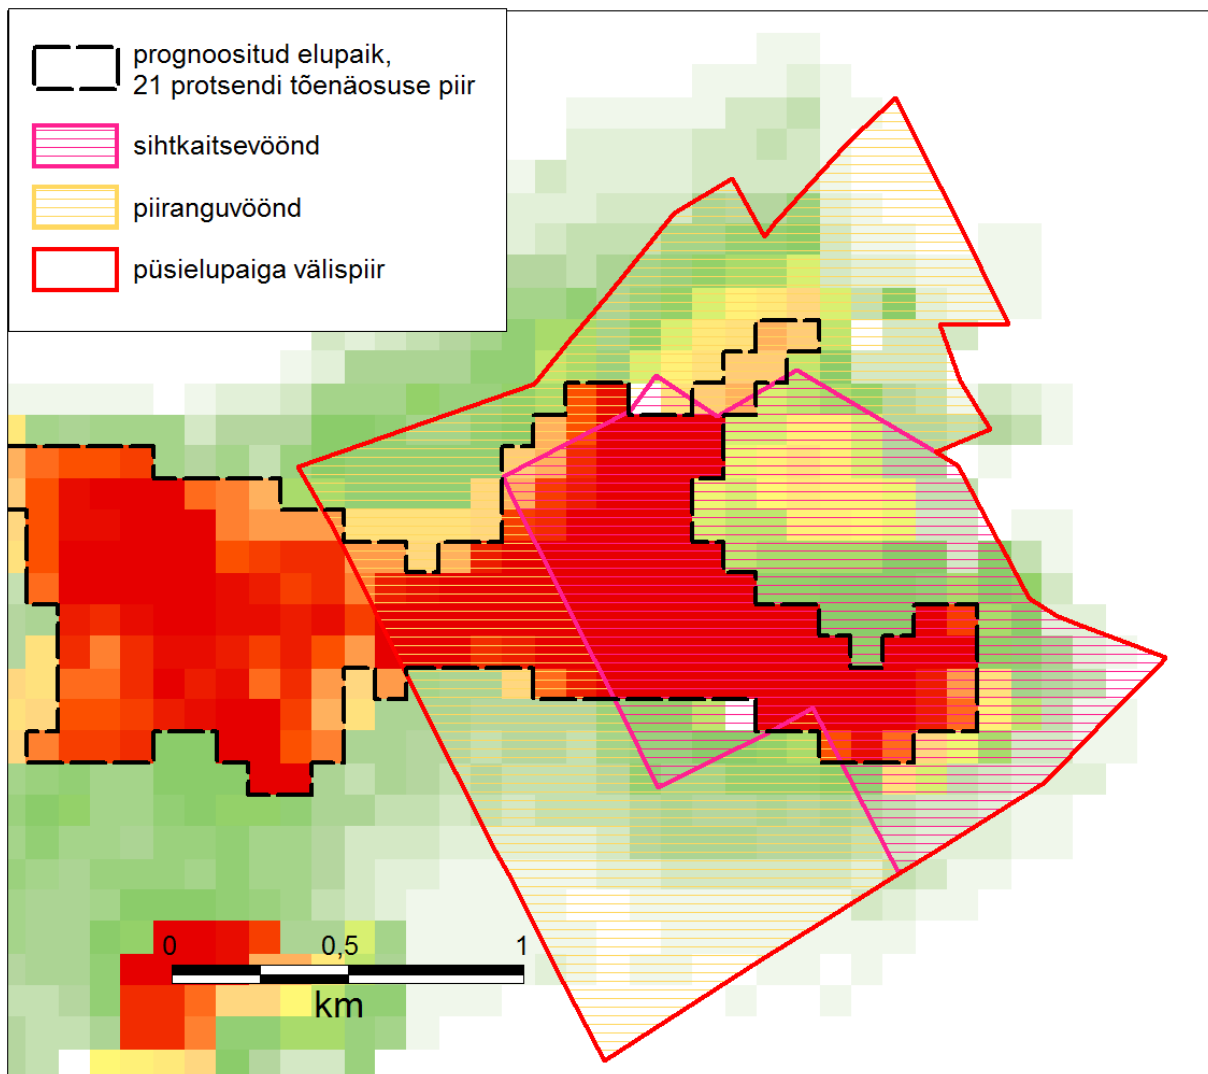 prognoositud elupaik,
21 protsendi tõenäosuse piir
sihtkaitsevöönd
piiranguvöönd
püsielupaiga välispiir
0 0,5 1
km